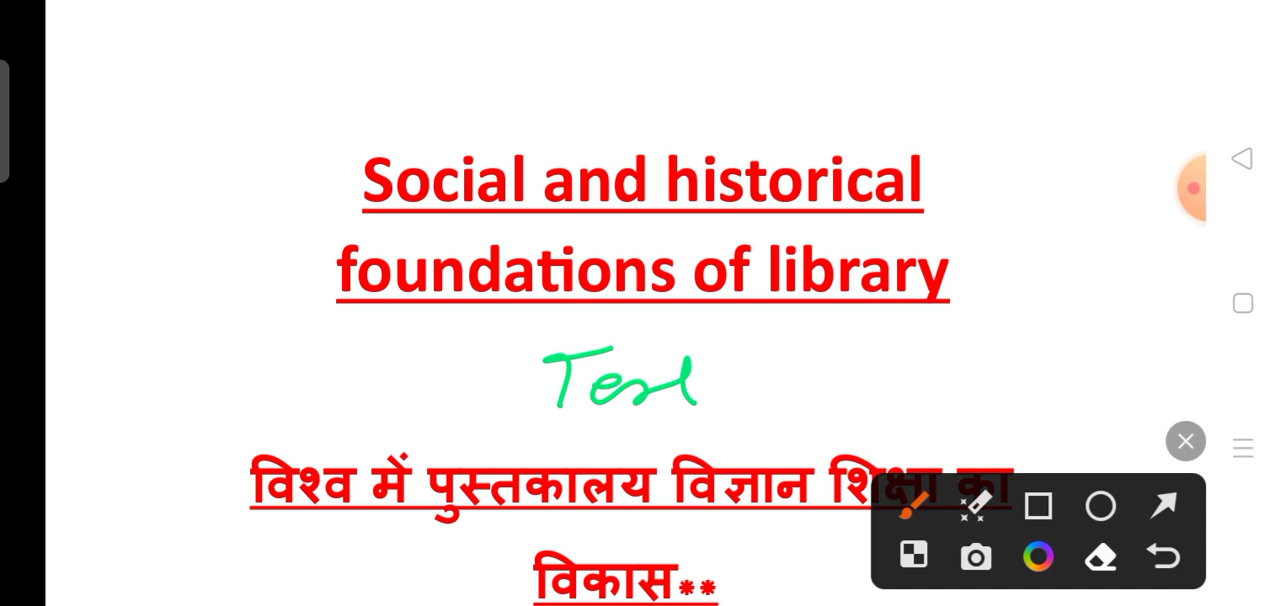 Social and historical
foundations of library
Test
विश्व में पुस्तकालय विज्ञान शिक्षा का
विकास**